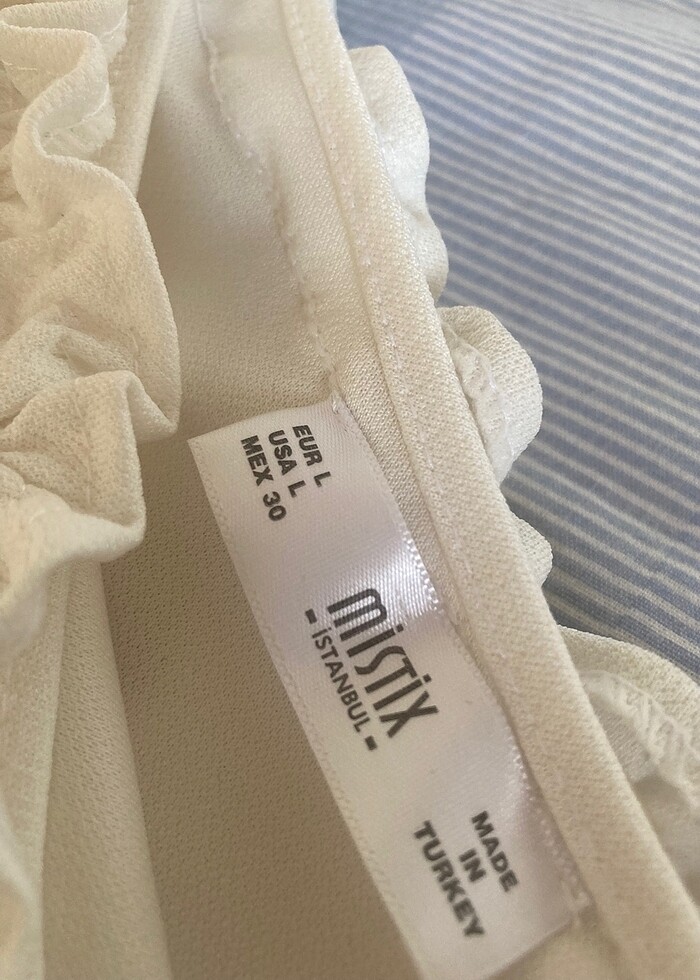 EUR L
USA L
MEX 30
mistix
- İSTANBUL -
MADE
IN
TURKEY